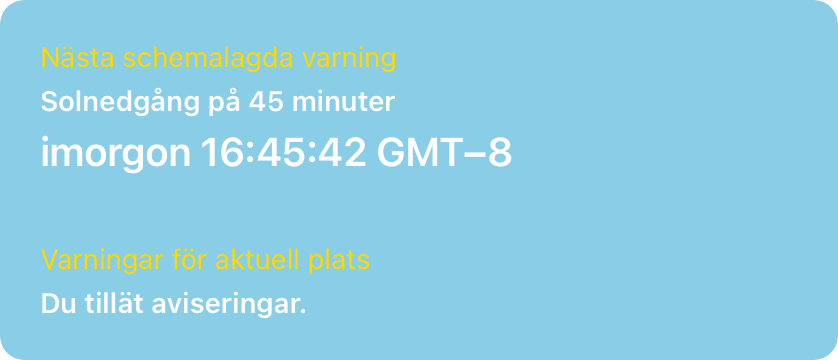 Nästa schemalagda varning
Solnedgång på 45 minuter
imorgon 16:45:42 GMT−8
Varningar för aktuell plats
Du tillät aviseringar.